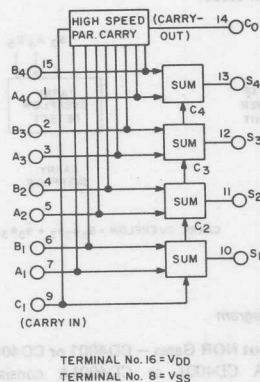 HIGH SPEED (CARRY-
PAR. CARRY OUT)
14 C0
B4 15
A4 1
SUM 13 S4
C4
B3 2
A3 3
SUM 12 S3
C3
B2 4
A2 5
SUM 11 S2
C2
B1 6
A1 7
SUM 10 S1
C1 9
(CARRY IN)
TERMINAL No. 16 = VDD
TERMINAL No. 8 = VSS